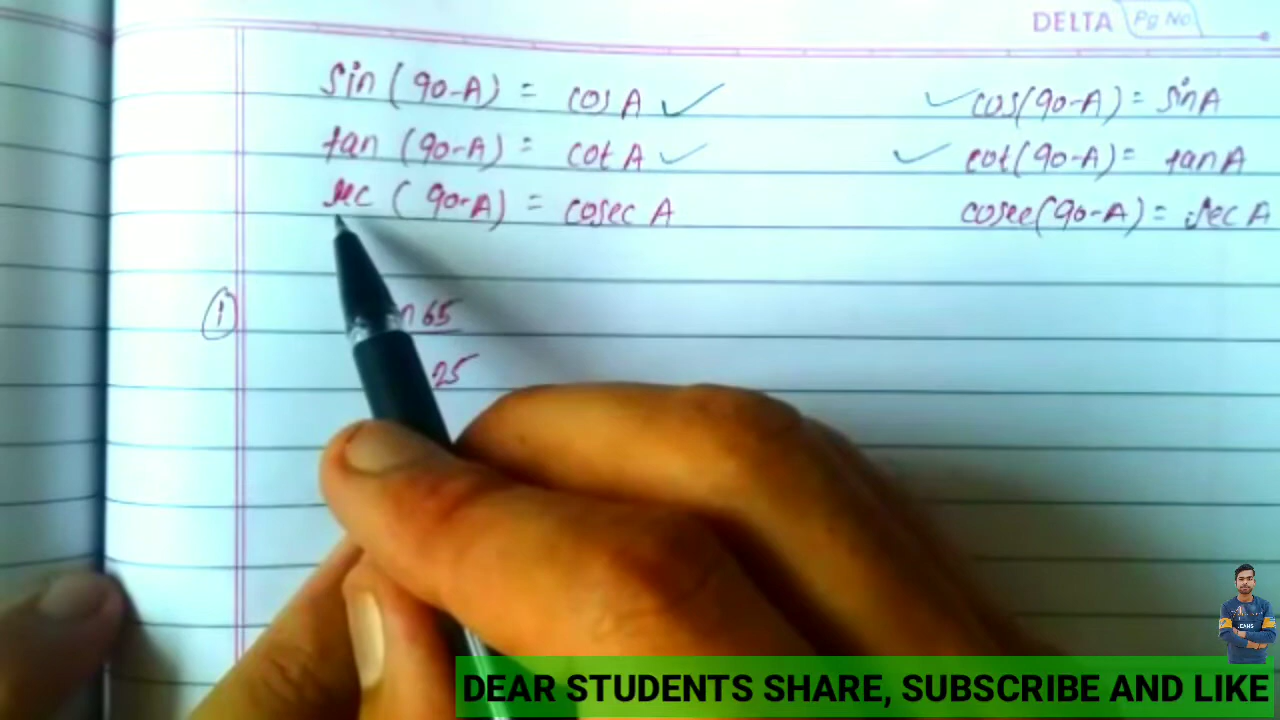 DELTA Pg No
sin (90-A) = cos A ✓ ✓ cos(90-A) = sin A
tan (90-A) = cot A ✓ ✓ cot(90-A) = tan A
sec (90-A) = cosec A cosec(90-A) = sec A
① n 65
25
DEAR STUDENTS SHARE, SUBSCRIBE AND LIKE